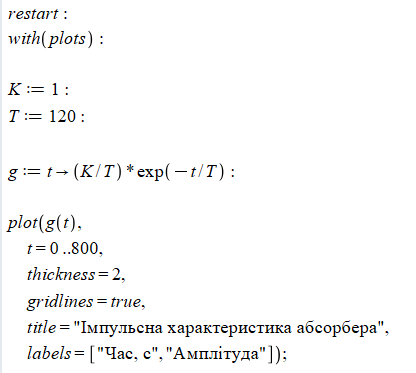 restart :
with(plots) :
K := 1 :
T := 120 :
g := t → (K/T) * exp( − t/T) :
plot(g(t),
t = 0 ..800,
thickness = 2,
gridlines = true,
title = "Імпульсна характеристика абсорбера",
labels = ["Час, с", "Амплітуда"]);